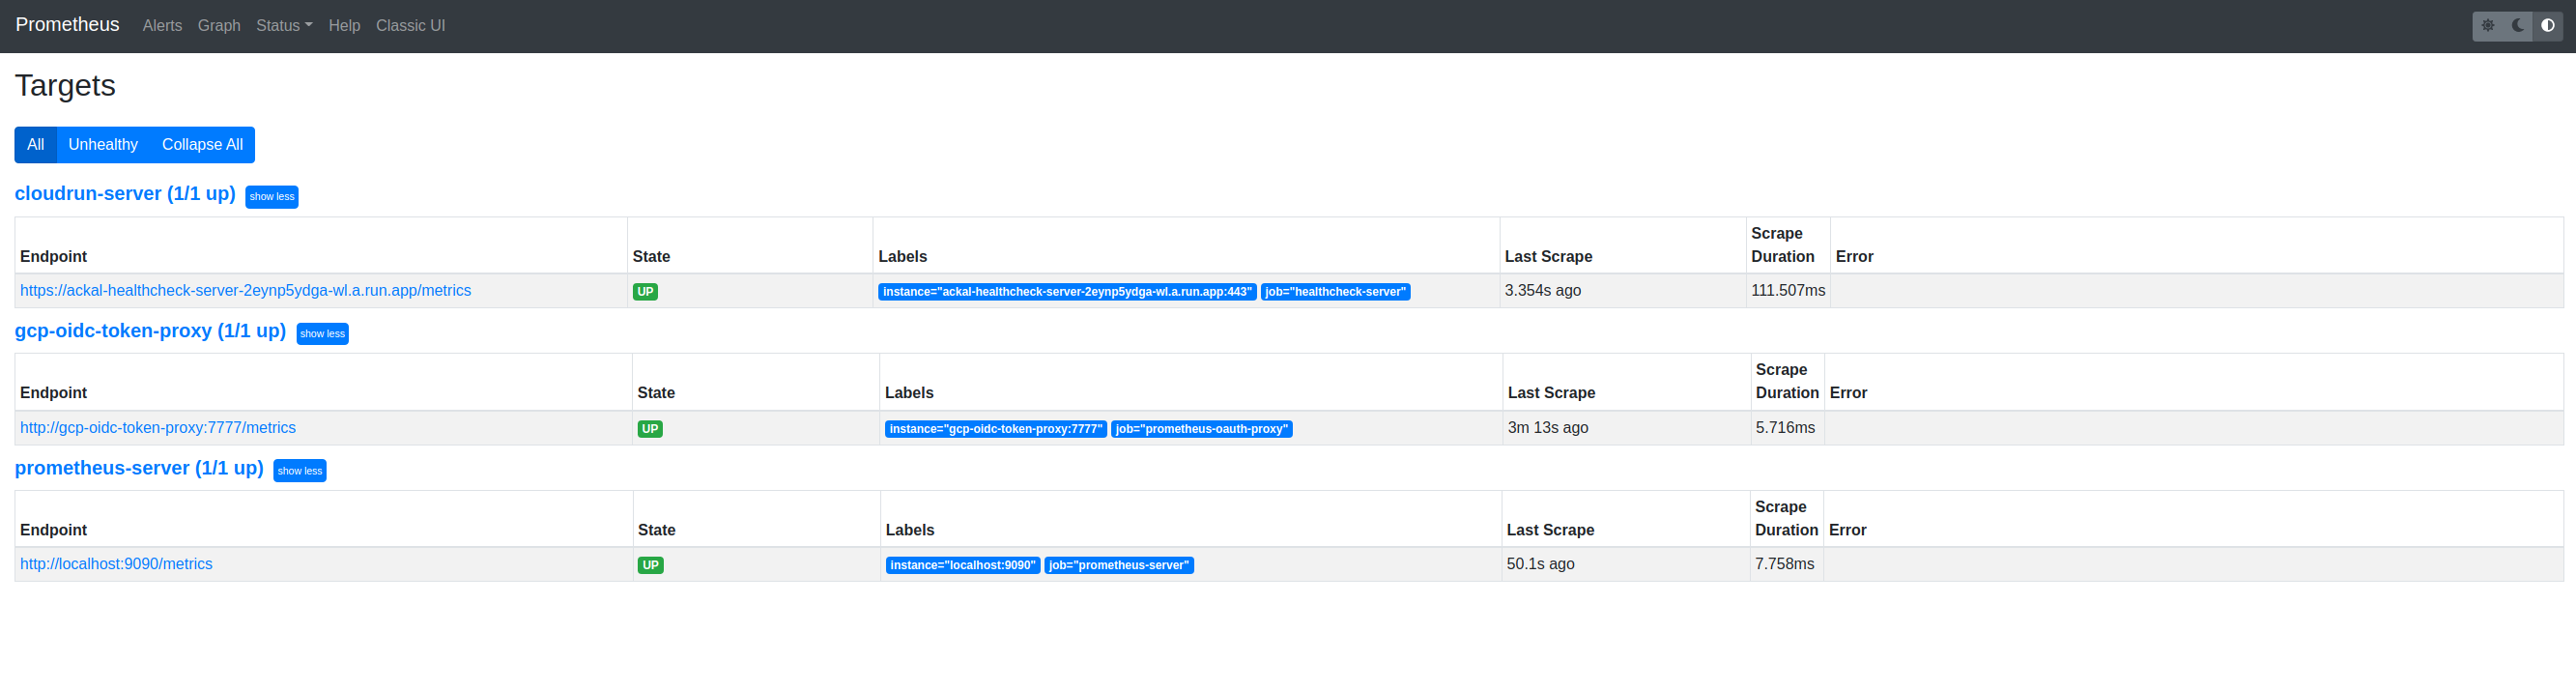 Prometheus Alerts Graph Status Help Classic UI
Targets
All Unhealthy Collapse All
cloudrun-server (1/1 up) show less
Endpoint State Labels Last Scrape Scrape Duration Error
https://ackal-healthcheck-server-2eynp5ydga-wl.a.run.app/metrics UP instance="ackal-healthcheck-server-2eynp5ydga-wl.a.run.app:443" job="healthcheck-server" 3.354s ago 111.507ms
gcp-oidc-token-proxy (1/1 up) show less
Endpoint State Labels Last Scrape Scrape Duration Error
http://gcp-oidc-token-proxy:7777/metrics UP instance="gcp-oidc-token-proxy:7777" job="prometheus-oauth-proxy" 3m 13s ago 5.716ms
prometheus-server (1/1 up) show less
Endpoint State Labels Last Scrape Scrape Duration Error
http://localhost:9090/metrics UP instance="localhost:9090" job="prometheus-server" 50.1s ago 7.758ms